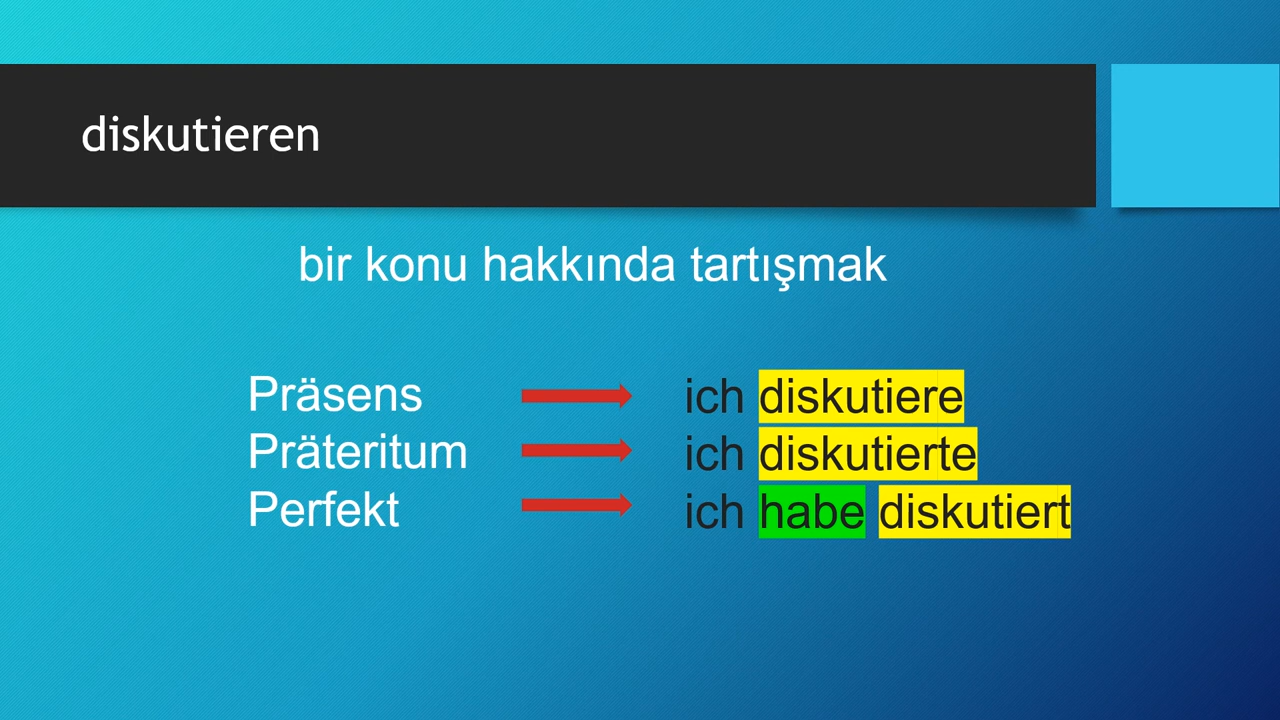 diskutieren
bir konu hakkında tartışmak
Präsens ich diskutiere
Präteritum ich diskutierte
Perfekt ich habe diskutiert